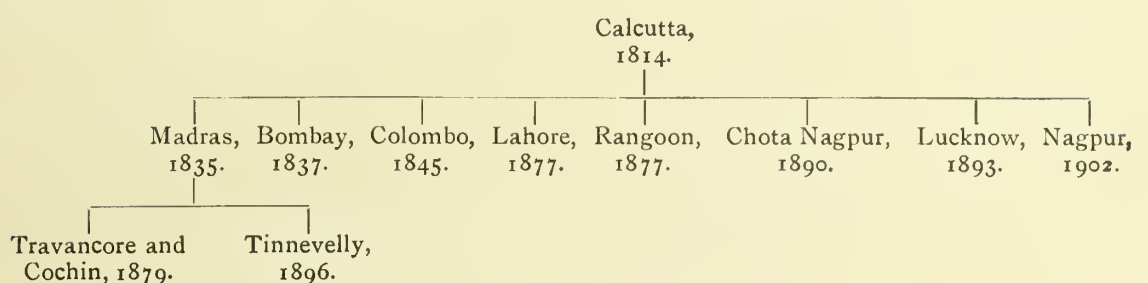 Calcutta,
1814.
Madras, Bombay, Colombo, Lahore, Rangoon, Chota Nagpur, Lucknow, Nagpur,
1835. 1837. 1845. 1877. 1877. 1890. 1893. 1902.
Travancore and Tinnevelly,
Cochin, 1879. 1896.